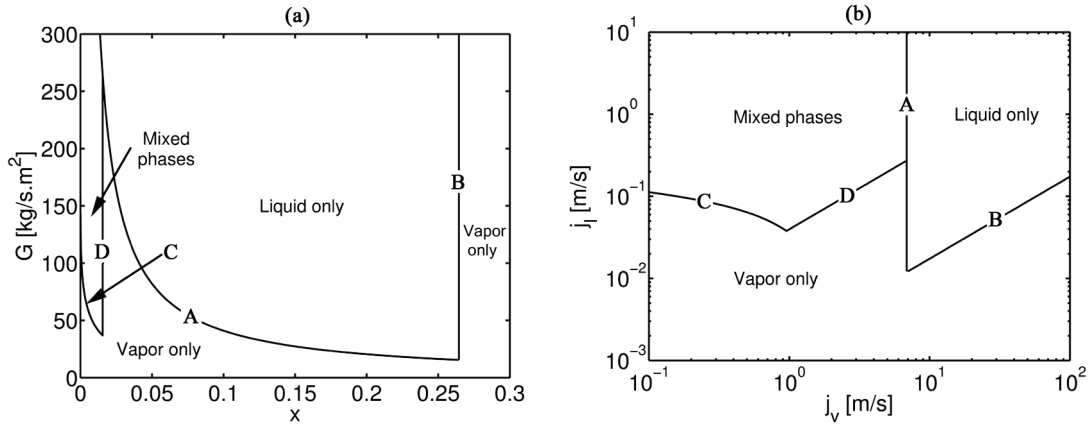 (a)
300
250
200
150
100
50
0
G [kg/s.m²]
Mixed
phases
D
C
A
B
Liquid only
Vapor
only
Vapor only
0
0.05
0.1
0.15
0.2
0.25
0.3
x
(b)
10¹
10⁰
10⁻¹
10⁻²
10⁻³
jₗ [m/s]
Mixed phases
A
Liquid only
C
D
B
Vapor only
10⁻¹
10⁰
10¹
10²
jᵥ [m/s]